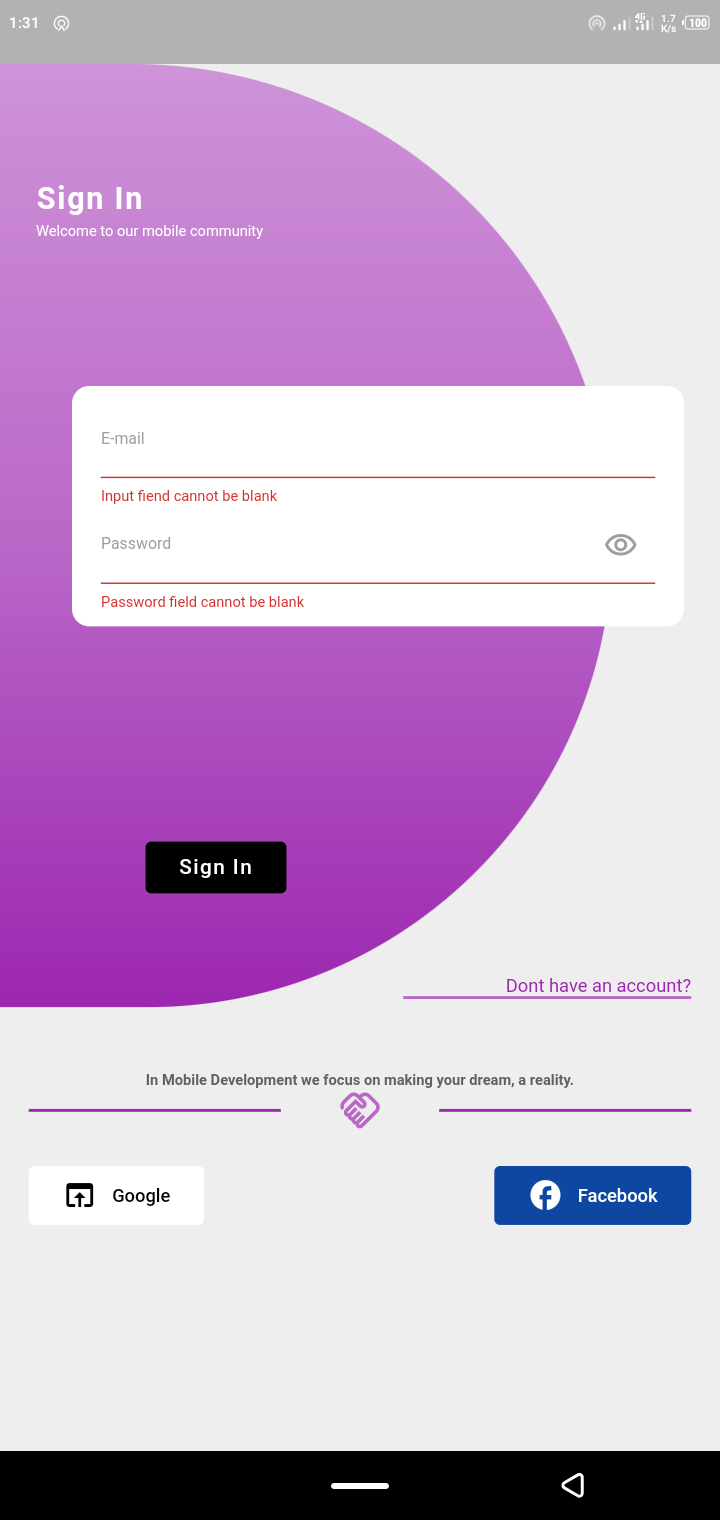 1:31
4G
1.7
K/s
100
Sign In
Welcome to our mobile community
E-mail
Input fiend cannot be blank
Password
Password field cannot be blank
Sign In
Dont have an account?
In Mobile Development we focus on making your dream, a reality.
Google
Facebook